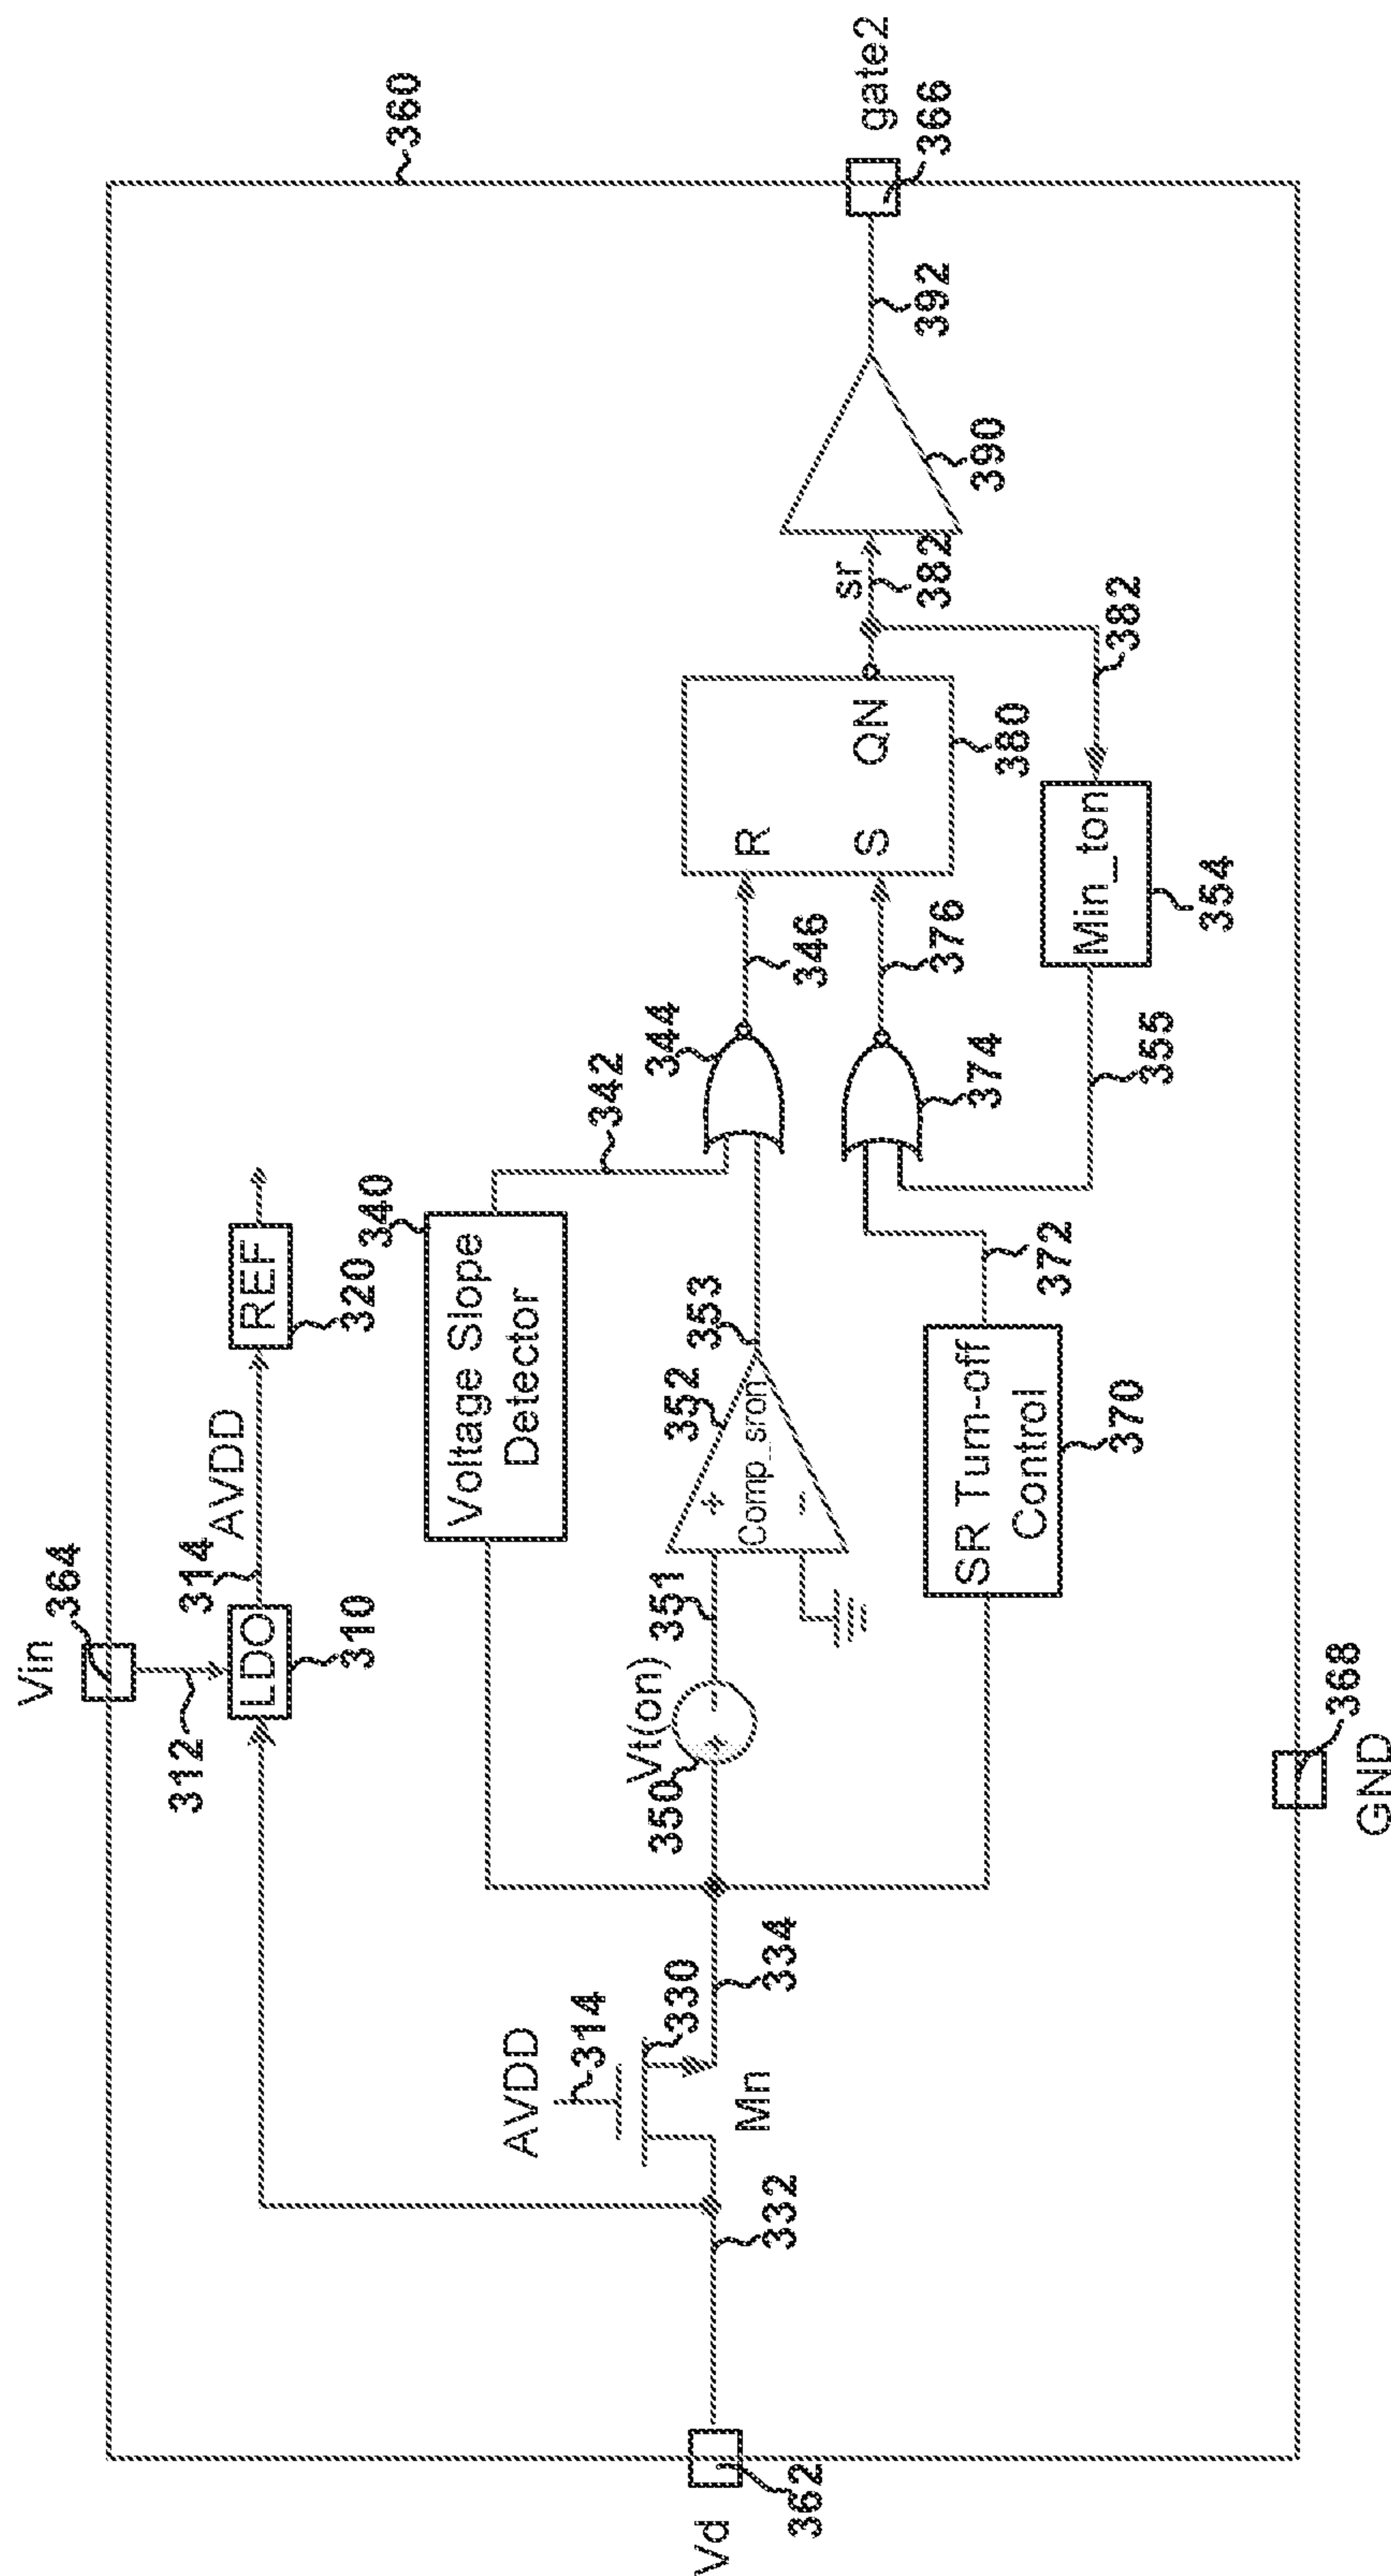 Vin
364
312
LDO
310
314
AVDD
REF
320
360
Voltage Slope
Detector
340
342
AVDD
314
330
Mn
334
332
Vd
362
Vt(on)
350
351
+
Comp_sron
-
352
353
344
346
R
S
QN
380
sr
382
390
392
gate2
366
SR Turn-off
Control
370
372
374
376
355
Min_ton
354
382
368
GND